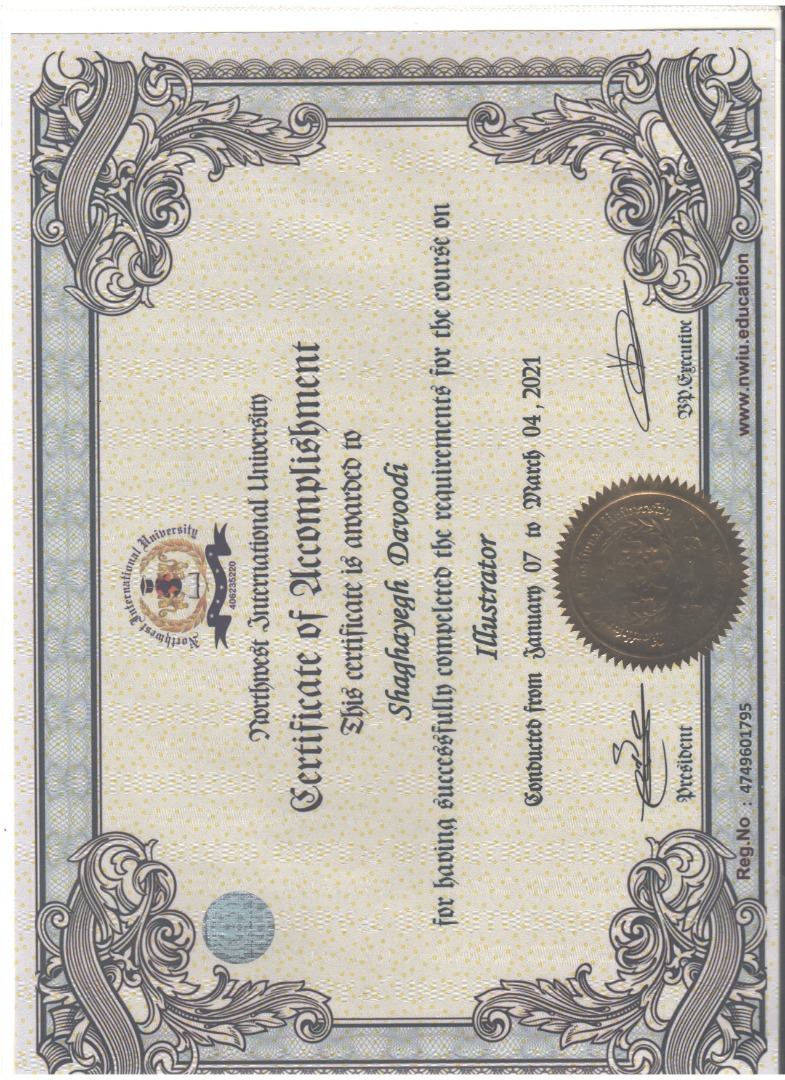 Northwest International University
406235220
Northwest International University
Certificate of Accomplishment
This certificate is awarded to
Shaghayegh Davoodi
for having successfully compeleted the requirements for the course on
Illustrator
Conducted from January 07 to March 04 , 2021
President
VP.Executive
Reg.No : 4749601795
www.nwiu.education